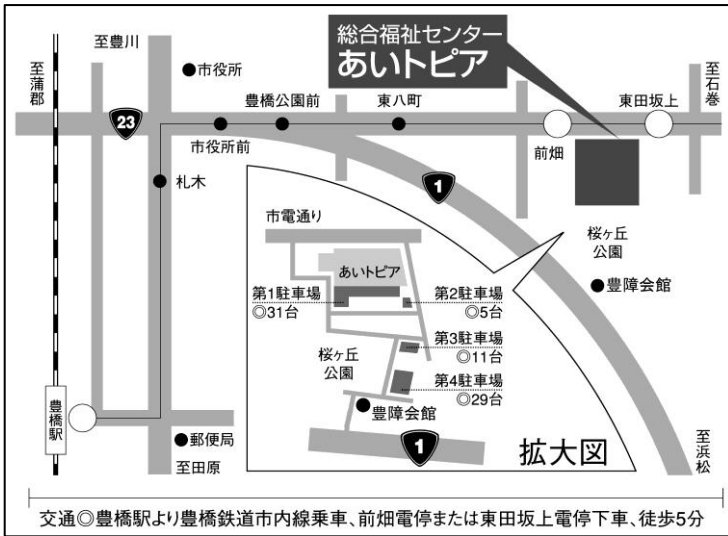 総合福祉センター
あいトピア
至豊川
至蒲郡
市役所
豊橋公園前
東八町
東田坂上
至石巻
23
市役所前
前畑
札木
1
桜ヶ丘
公園
豊障会館
市電通り
あいトピア
第1駐車場
◎31台
第2駐車場
◎5台
第3駐車場
◎11台
桜ヶ丘
公園
第4駐車場
◎29台
豊障会館
1
拡大図
豊橋駅
郵便局
至田原
至浜松
交通◎豊橋駅より豊橋鉄道市内線乗車、前畑電停または東田坂上電停下車、徒歩5分